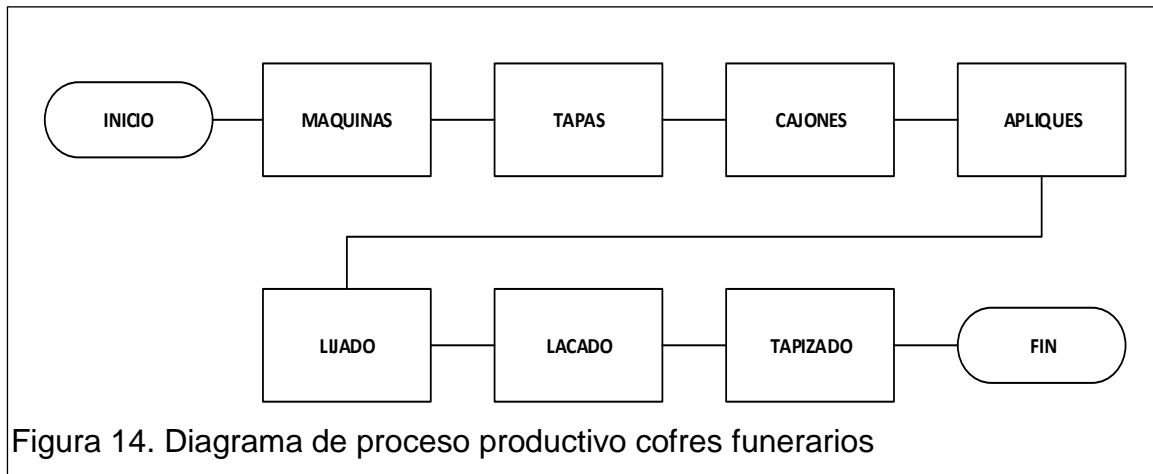 INICIO
MAQUINAS
TAPAS
CAJONES
APLIQUES
LIJADO
LACADO
TAPIZADO
FIN
Figura 14. Diagrama de proceso productivo cofres funerarios